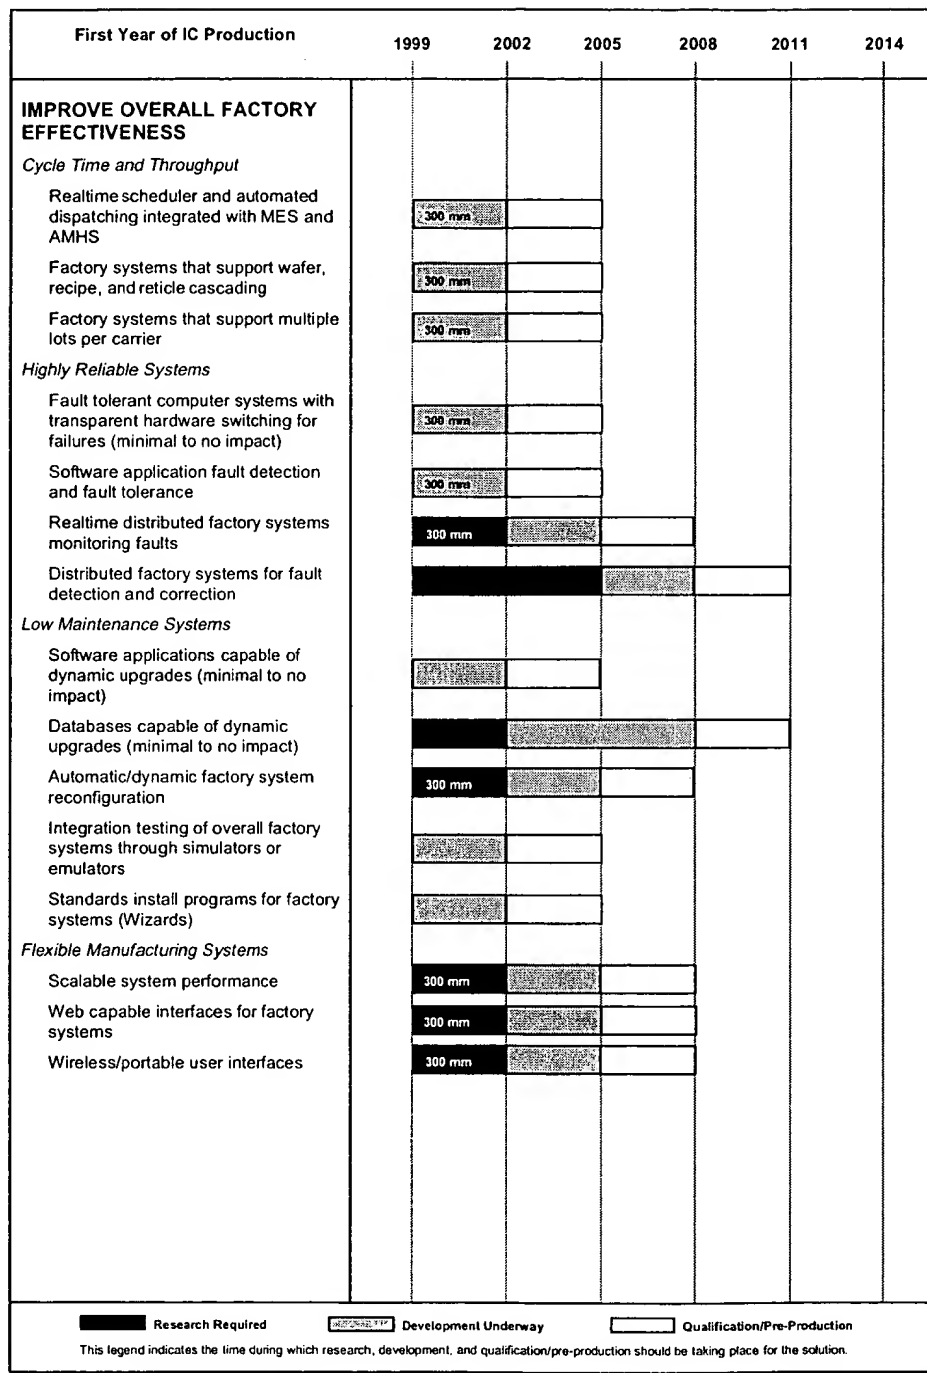 First Year of IC Production
1999 2002 2005 2008 2011 2014
IMPROVE OVERALL FACTORY
EFFECTIVENESS
Cycle Time and Throughput
Realtime scheduler and automated
dispatching integrated with MES and
AMHS
300 mm
Factory systems that support wafer,
recipe, and reticle cascading
300 mm
Factory systems that support multiple
lots per carrier
300 mm
Highly Reliable Systems
Fault tolerant computer systems with
transparent hardware switching for
failures (minimal to no impact)
300 mm
Software application fault detection
and fault tolerance
300 mm
Realtime distributed factory systems
monitoring faults
300 mm
Distributed factory systems for fault
detection and correction
Low Maintenance Systems
Software applications capable of
dynamic upgrades (minimal to no
impact)
Databases capable of dynamic
upgrades (minimal to no impact)
Automatic/dynamic factory system
reconfiguration
300 mm
Integration testing of overall factory
systems through simulators or
emulators
Standards install programs for factory
systems (Wizards)
Flexible Manufacturing Systems
Scalable system performance
300 mm
Web capable interfaces for factory
systems
300 mm
Wireless/portable user interfaces
300 mm
Research Required
Development Underway
Qualification/Pre-Production
This legend indicates the time during which research, development, and qualification/pre-production should be taking place for the solution.